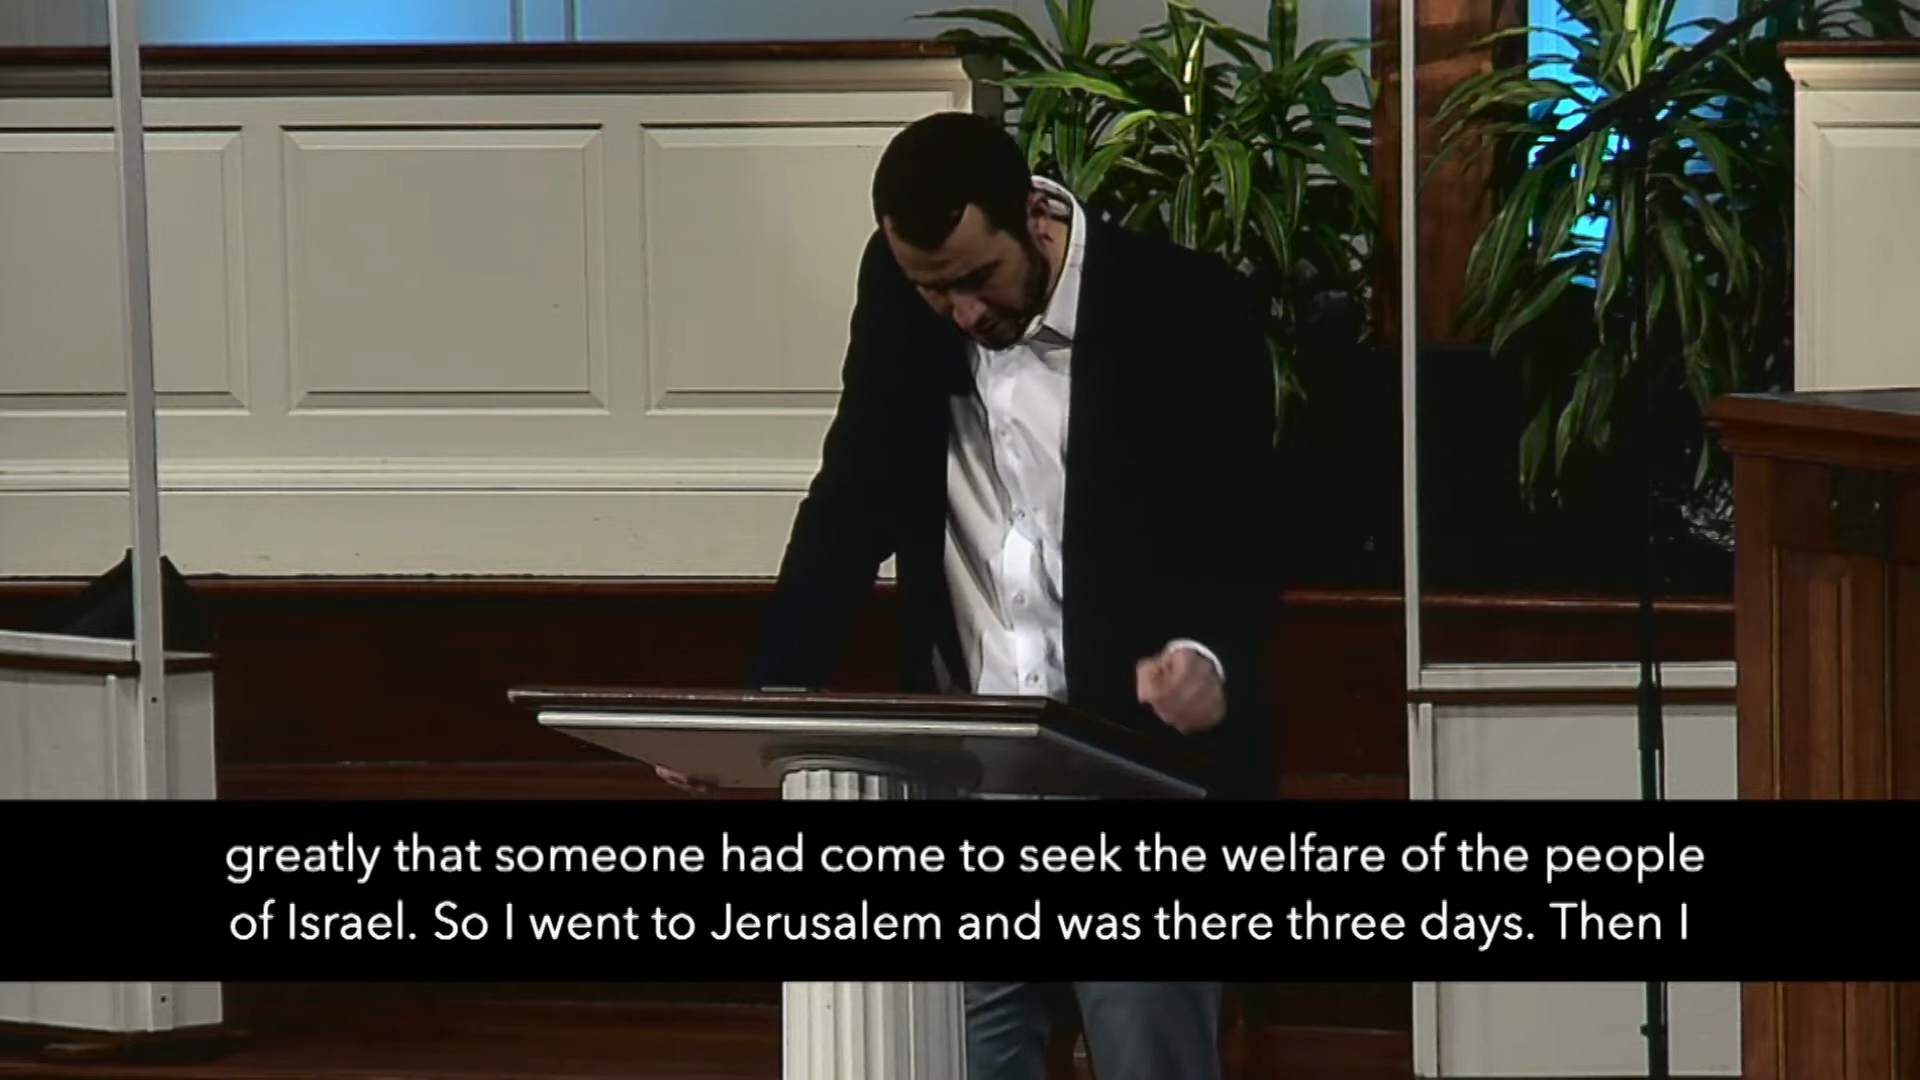 greatly that someone had come to seek the welfare of the people
of Israel. So I went to Jerusalem and was there three days. Then I